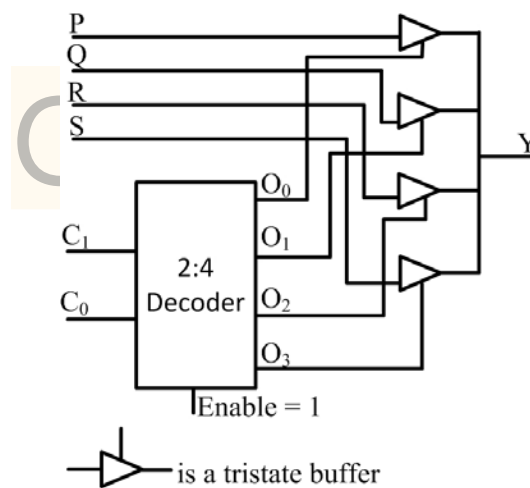 P
Q
R
S
Y
O₀
C₁
O₁
2:4
Decoder
C₀
O₂
O₃
Enable = 1
is a tristate buffer